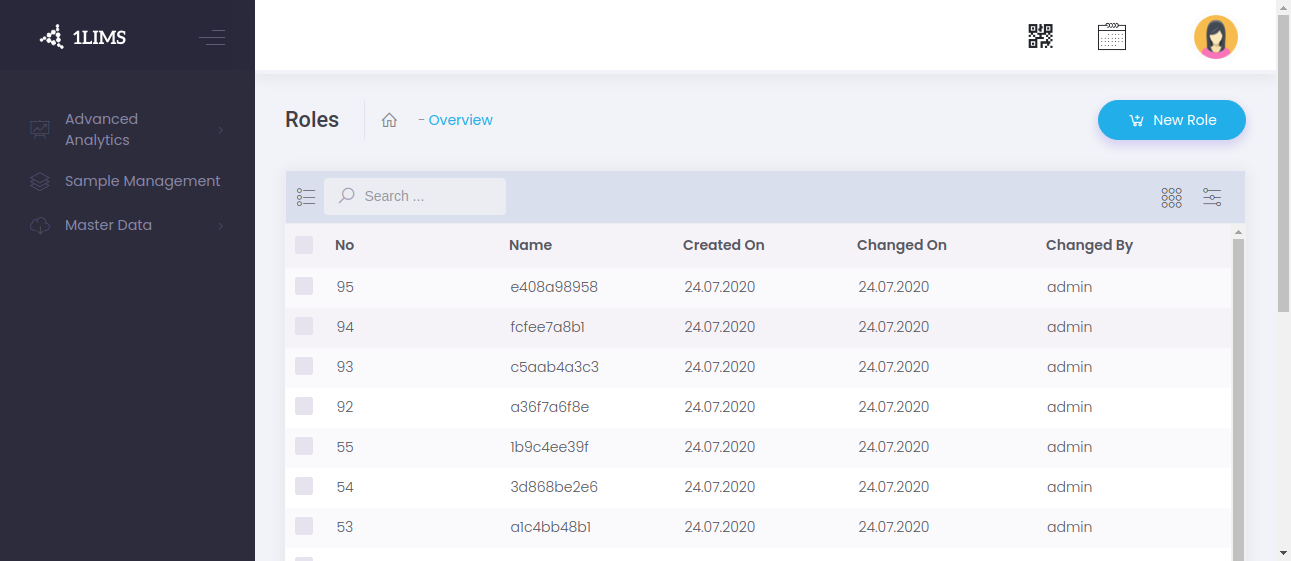 1LIMS
Advanced
Analytics
Sample Management
Master Data
Roles
- Overview
New Role
Search ...
No Name Created On Changed On Changed By
95 e408a98958 24.07.2020 24.07.2020 admin
94 fcfee7a8b1 24.07.2020 24.07.2020 admin
93 c5aab4a3c3 24.07.2020 24.07.2020 admin
92 a36f7a6f8e 24.07.2020 24.07.2020 admin
55 1b9c4ee39f 24.07.2020 24.07.2020 admin
54 3d868be2e6 24.07.2020 24.07.2020 admin
53 a1c4bb48b1 24.07.2020 24.07.2020 admin